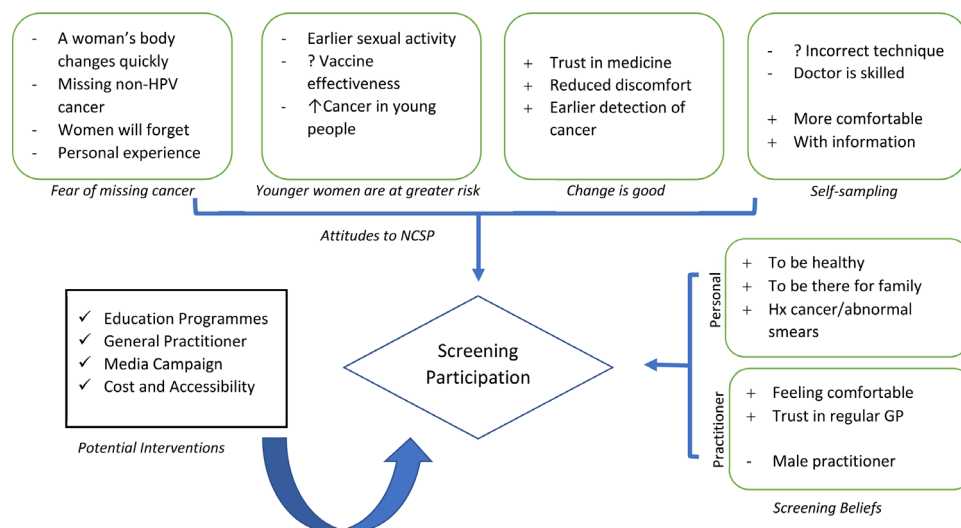 - A woman's body
changes quickly
- Missing non-HPV
cancer
- Women will forget
- Personal experience
Fear of missing cancer
- Earlier sexual activity
- ? Vaccine
effectiveness
- ↑Cancer in young
people
Younger women are at greater risk
+ Trust in medicine
+ Reduced discomfort
+ Earlier detection of
cancer
Change is good
- ? Incorrect technique
- Doctor is skilled
+ More comfortable
+ With information
Self-sampling
Attitudes to NCSP
✓ Education Programmes
✓ General Practitioner
✓ Media Campaign
✓ Cost and Accessibility
Potential Interventions
Screening
Participation
Personal
+ To be healthy
+ To be there for family
+ Hx cancer/abnormal
smears
Practitioner
+ Feeling comfortable
+ Trust in regular GP
- Male practitioner
Screening Beliefs